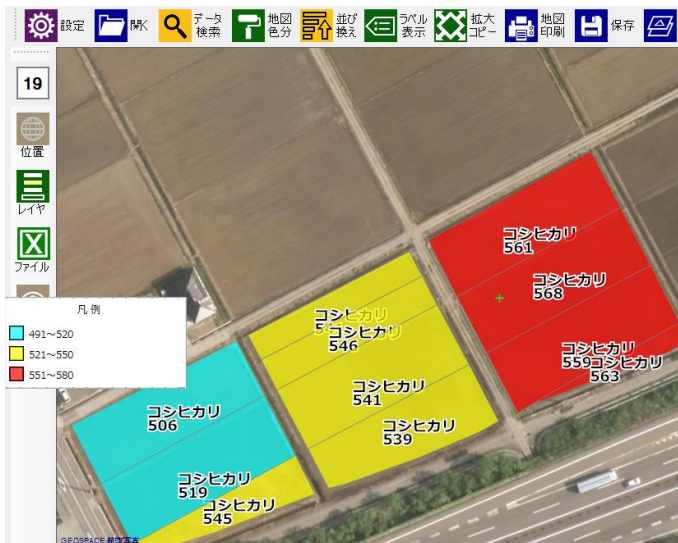 設定
開く
データ
検索
地図
色分
並び
換え
ラベル
表示
拡大
コピー
地図
印刷
保存
19
位置
レイヤ
ファイル
凡例
491～520
521～550
551～580
コシヒカリ
561
コシヒカリ
568
コシヒカリ
559
コシヒカリ
563
コシヒカリ
コシヒカリ
546
コシヒカリ
541
コシヒカリ
539
コシヒカリ
506
コシヒカリ
519
コシヒカリ
545
GEOSPACE 航空写真